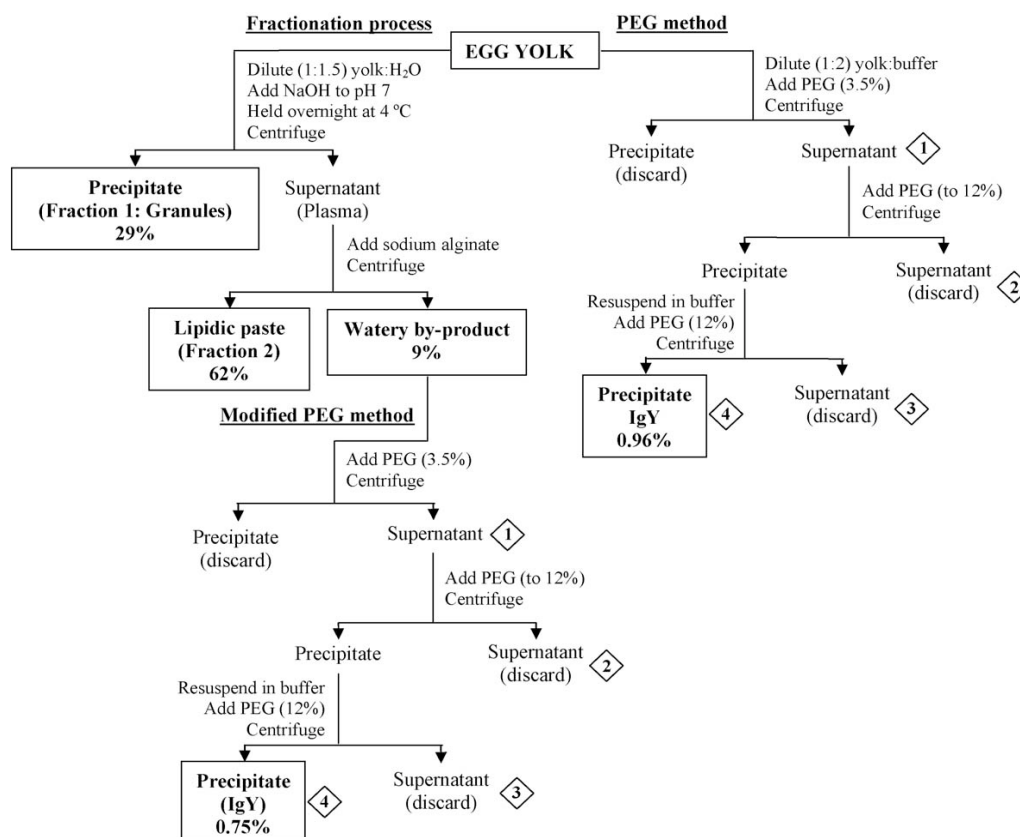 Fractionation process
PEG method
EGG YOLK
Dilute (1:1.5) yolk:H₂O
Add NaOH to pH 7
Held overnight at 4 ºC
Centrifuge
Dilute (1:2) yolk:buffer
Add PEG (3.5%)
Centrifuge
Precipitate
(Fraction 1: Granules)
29%
Supernatant
(Plasma)
Precipitate
(discard)
Supernatant
1
Add PEG (to 12%)
Centrifuge
Add sodium alginate
Centrifuge
Precipitate
Supernatant
(discard)
2
Lipidic paste
(Fraction 2)
62%
Watery by-product
9%
Resuspend in buffer
Add PEG (12%)
Centrifuge
Precipitate
IgY
0.96%
4
Supernatant
(discard)
3
Modified PEG method
Add PEG (3.5%)
Centrifuge
Precipitate
(discard)
Supernatant
1
Add PEG (to 12%)
Centrifuge
Precipitate
Supernatant
(discard)
2
Resuspend in buffer
Add PEG (12%)
Centrifuge
Precipitate
(IgY)
0.75%
4
Supernatant
(discard)
3